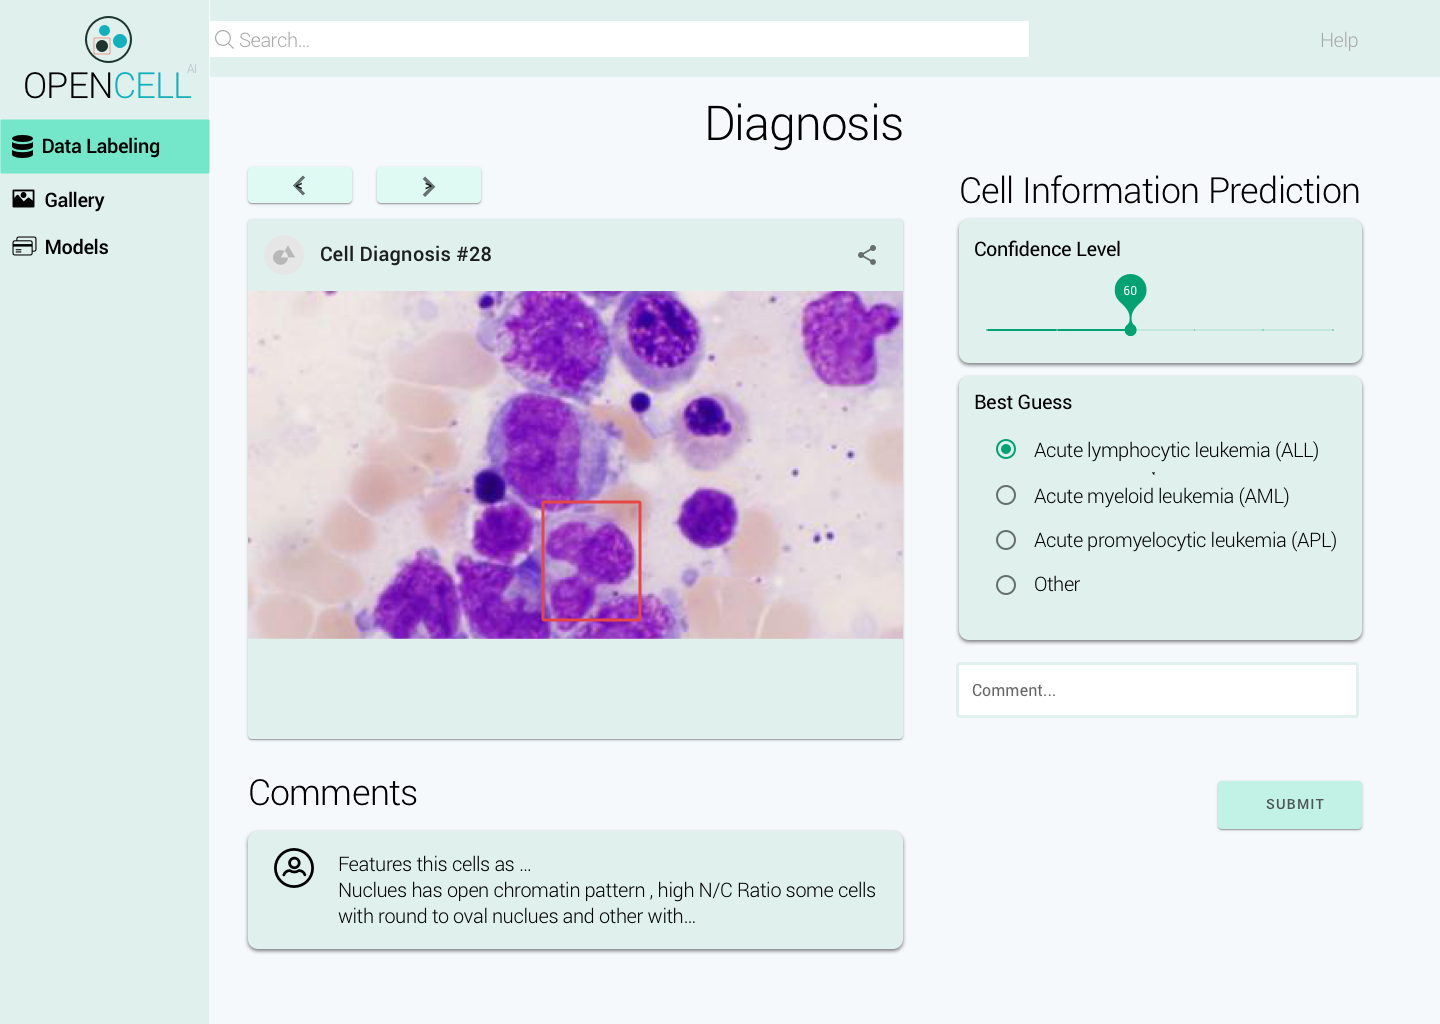 OPENCELL AI
Search...
Help
Data Labeling
Gallery
Models
Diagnosis
Cell Diagnosis #28
Cell Information Prediction
Confidence Level
60
Best Guess
Acute lymphocytic leukemia (ALL)
Acute myeloid leukemia (AML)
Acute promyelocytic leukemia (APL)
Other
Comment...
SUBMIT
Comments
Features this cells as ...
Nuclues has open chromatin pattern , high N/C Ratio some cells
with round to oval nuclues and other with...